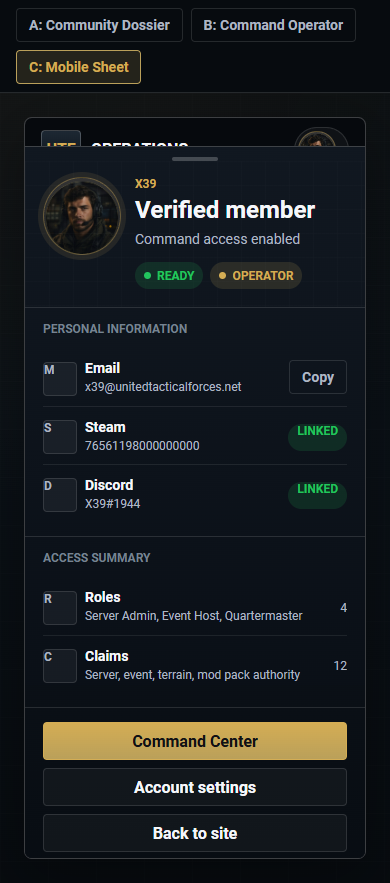 A: Community Dossier
B: Command Operator
C: Mobile Sheet
UTF OPERATIONS
X39
Verified member
Command access enabled
READY
OPERATOR
PERSONAL INFORMATION
M
Email
x39@unitedtacticalforces.net
Copy
S
Steam
76561198000000000
LINKED
D
Discord
X39#1944
LINKED
ACCESS SUMMARY
R
Roles
Server Admin, Event Host, Quartermaster
4
C
Claims
Server, event, terrain, mod pack authority
12
Command Center
Account settings
Back to site